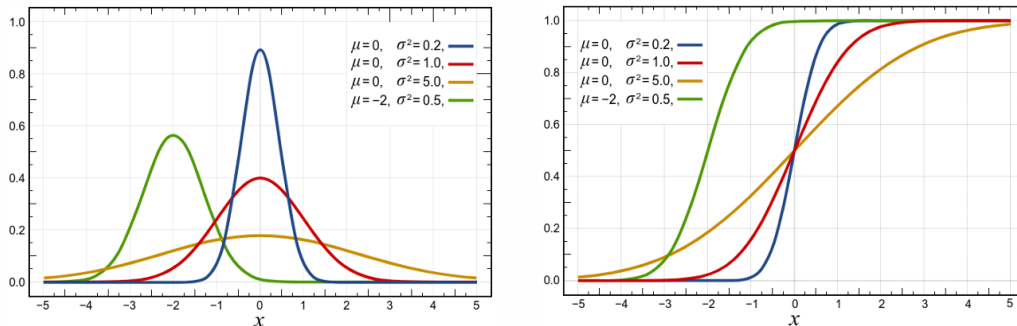 1.0
μ = 0, σ² = 0.2,
μ = 0, σ² = 1.0,
0.8
μ = 0, σ² = 5.0,
μ = −2, σ² = 0.5,
0.6
0.4
0.2
0.0
−5 −4 −3 −2 −1 0 1 2 3 4 5
x
1.0
μ = 0, σ² = 0.2,
μ = 0, σ² = 1.0,
0.8
μ = 0, σ² = 5.0,
μ = −2, σ² = 0.5,
0.6
0.4
0.2
0.0
−5 −4 −3 −2 −1 0 1 2 3 4 5
x